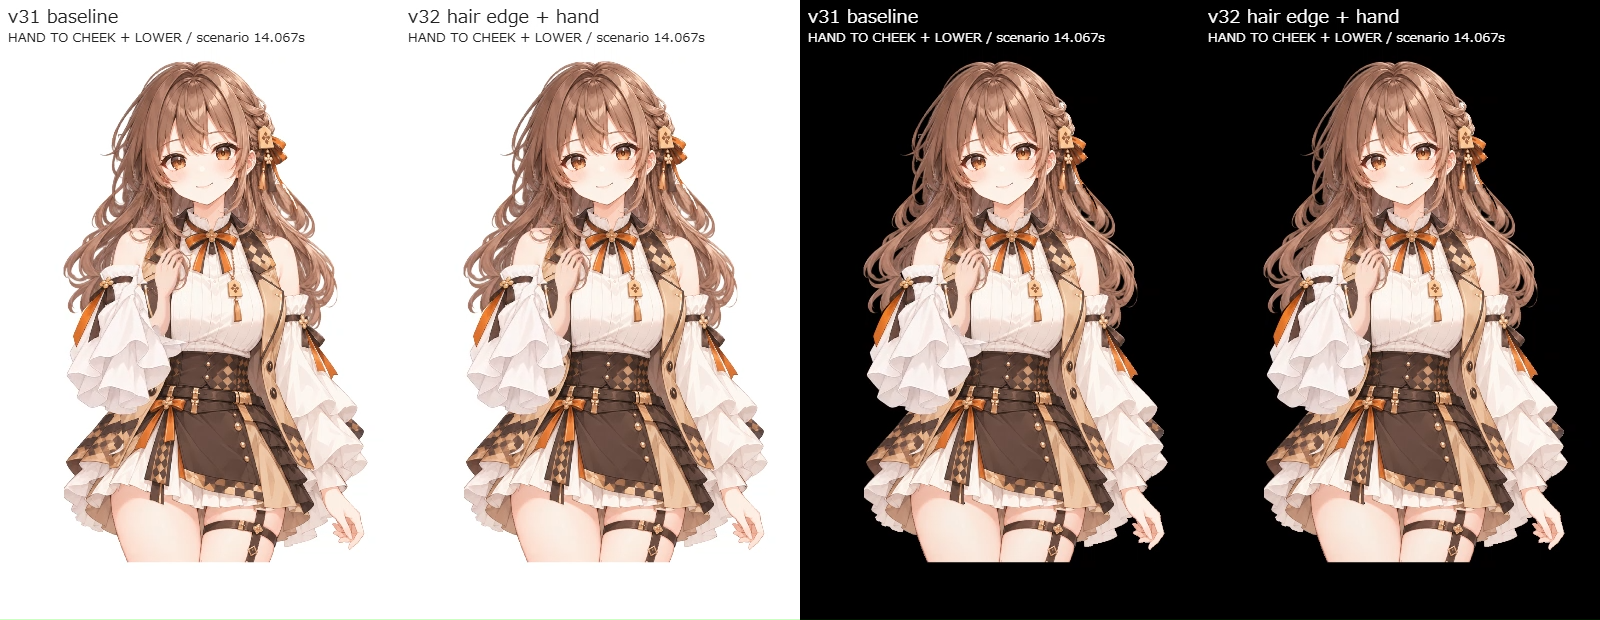 v31 baseline
HAND TO CHEEK + LOWER / scenario 14.067s
v32 hair edge + hand
HAND TO CHEEK + LOWER / scenario 14.067s
v31 baseline
HAND TO CHEEK + LOWER / scenario 14.067s
v32 hair edge + hand
HAND TO CHEEK + LOWER / scenario 14.067s